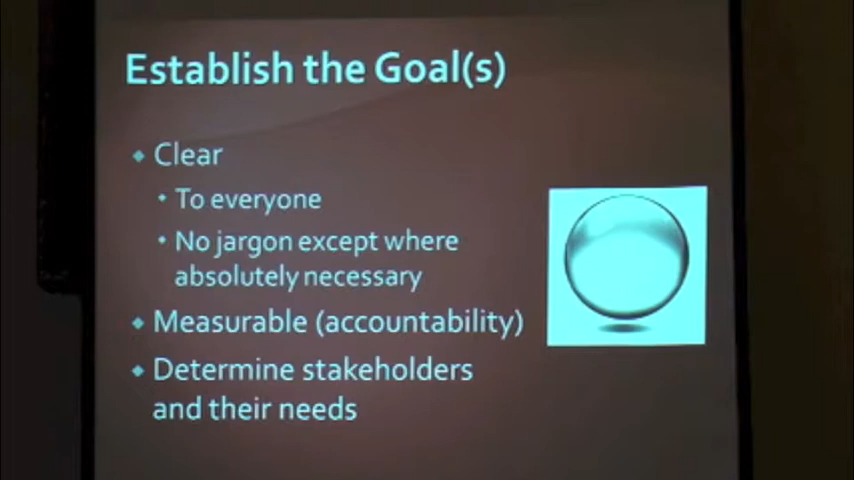 Establish the Goal(s)
Clear
To everyone
No jargon except where
absolutely necessary
Measurable (accountability)
Determine stakeholders
and their needs